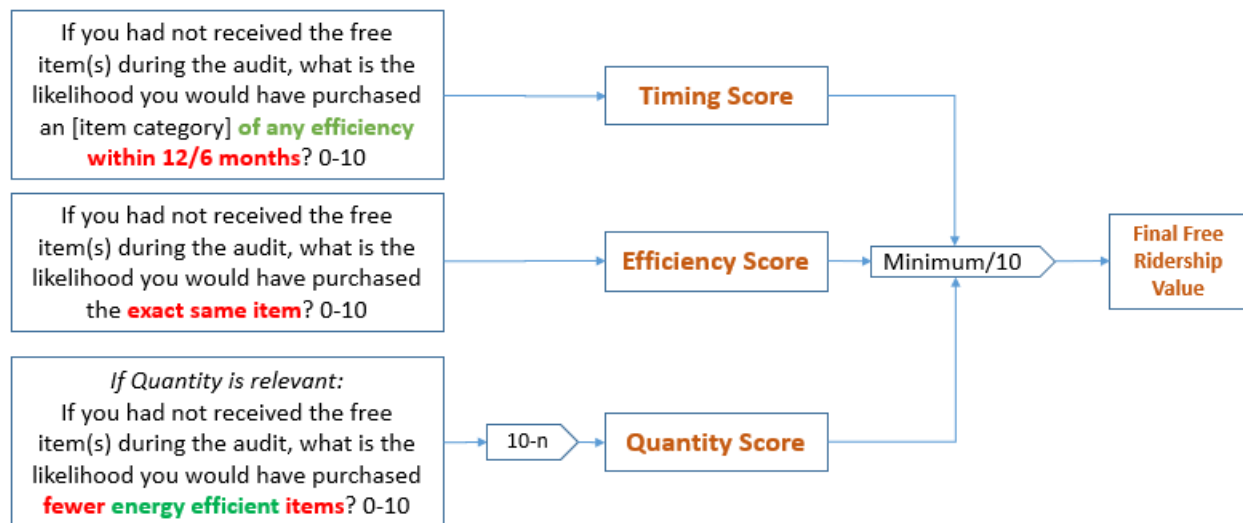 If you had not received the free
item(s) during the audit, what is the
likelihood you would have purchased
an [item category] of any efficiency
within 12/6 months? 0-10
Timing Score
If you had not received the free
item(s) during the audit, what is the
likelihood you would have purchased
the exact same item? 0-10
Efficiency Score
Minimum/10
Final Free
Ridership
Value
If Quantity is relevant:
If you had not received the free
item(s) during the audit, what is the
likelihood you would have purchased
fewer energy efficient items? 0-10
10-n
Quantity Score